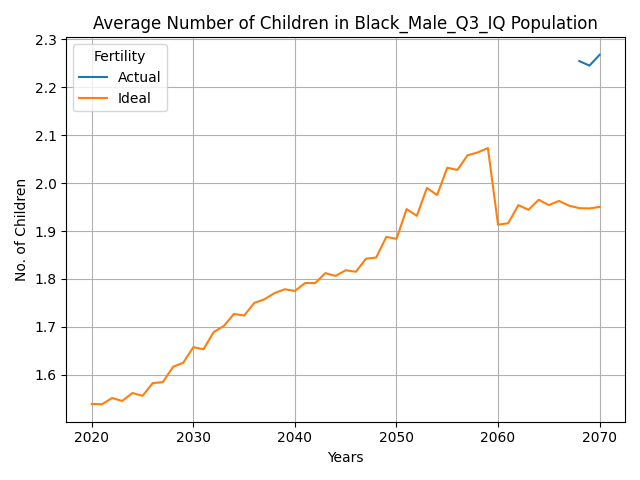 Average Number of Children in Black_Male_Q3_IQ Population
Fertility
Actual
Ideal
2.3
2.2
2.1
2.0
1.9
1.8
1.7
1.6
No. of Children
2020 2030 2040 2050 2060 2070
Years